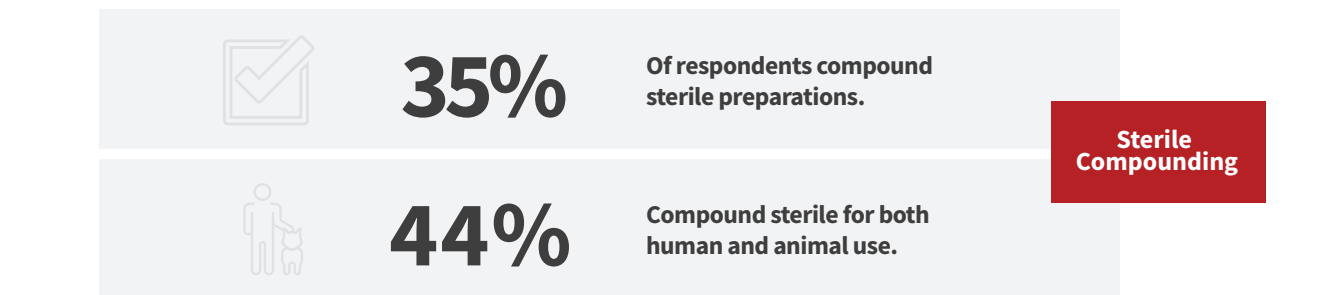 35%
Of respondents compound
sterile preparations.
Sterile
Compounding
44%
Compound sterile for both
human and animal use.